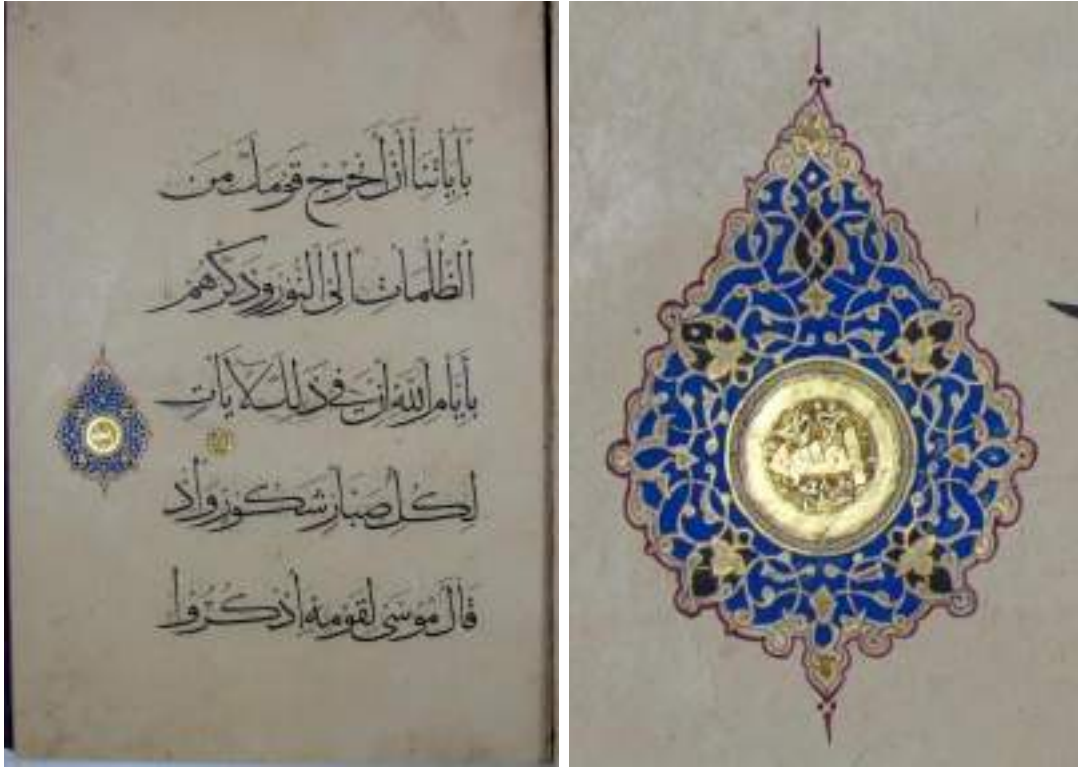 بآياتنا أن أخرج قومك من
الظلمات إلى النور وذكرهم
بأيام الله إن في ذلك لآيات
لكل صبار شكور وإذ
قال موسى لقومه اذكروا